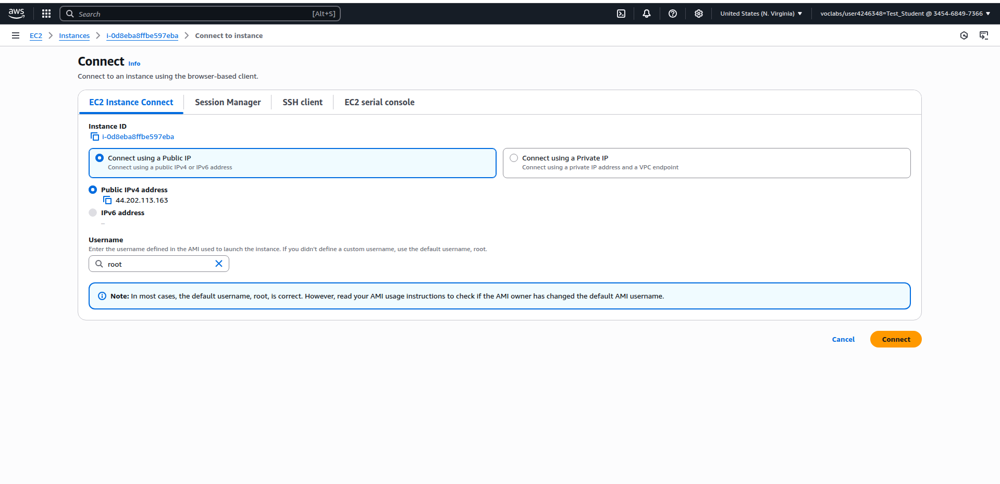 aws
Search [Alt+S]
United States (N. Virginia)
voclabs/user4246348=Test_Student @ 3454-6849-7366
EC2 Instances i-0d8eba8ffbe597eba Connect to instance
Connect Info
Connect to an instance using the browser-based client.
EC2 Instance Connect Session Manager SSH client EC2 serial console
Instance ID
i-0d8eba8ffbe597eba
Connect using a Public IP
Connect using a public IPv4 or IPv6 address
Connect using a Private IP
Connect using a private IP address and a VPC endpoint
Public IPv4 address
44.202.113.163
IPv6 address
–
Username
Enter the username defined in the AMI used to launch the instance. If you didn't define a custom username, use the default username, root.
root
Note: In most cases, the default username, root, is correct. However, read your AMI usage instructions to check if the AMI owner has changed the default AMI username.
Cancel Connect